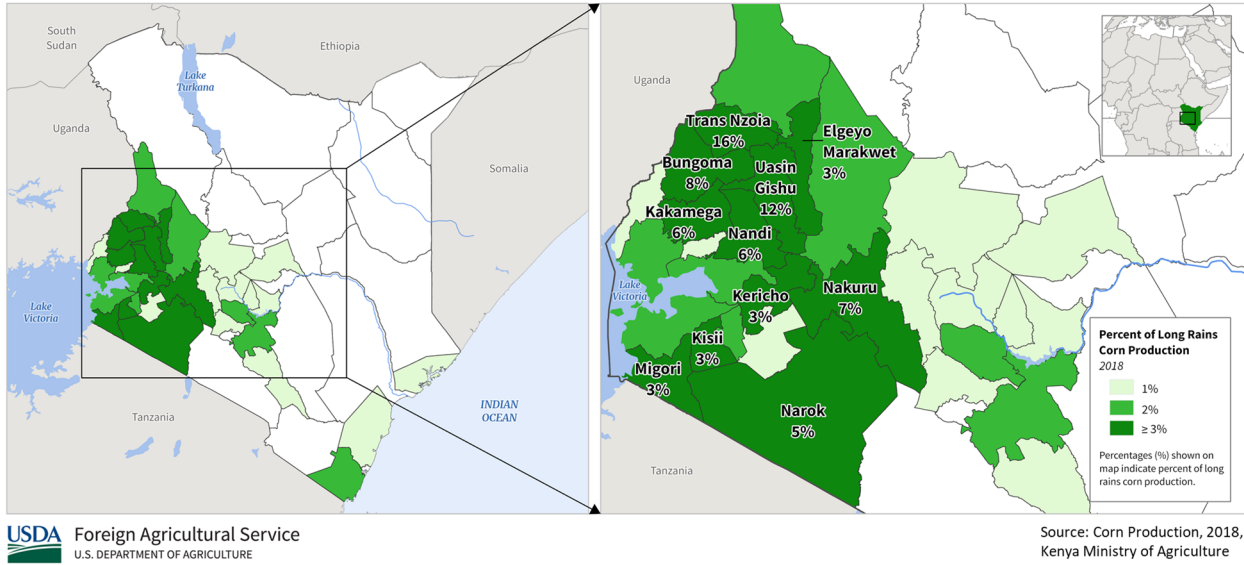 South
Sudan
Ethiopia
Lake
Turkana
Uganda
Somalia
Lake
Victoria
Tanzania
INDIAN
OCEAN
Uganda
Trans Nzoia
16%
Elgeyo
Marakwet
3%
Bungoma
8%
Uasin
Gishu
12%
Kakamega
6%
Nandi
6%
Lake
Victoria
Kericho
3%
Nakuru
7%
Kisii
3%
Migori
3%
Narok
5%
Tanzania
Percent of Long Rains
Corn Production
2018
1%
2%
≥ 3%
Percentages (%) shown on
map indicate percent of long
rains corn production.
USDA
Foreign Agricultural Service
U.S. DEPARTMENT OF AGRICULTURE
Source: Corn Production, 2018,
Kenya Ministry of Agriculture